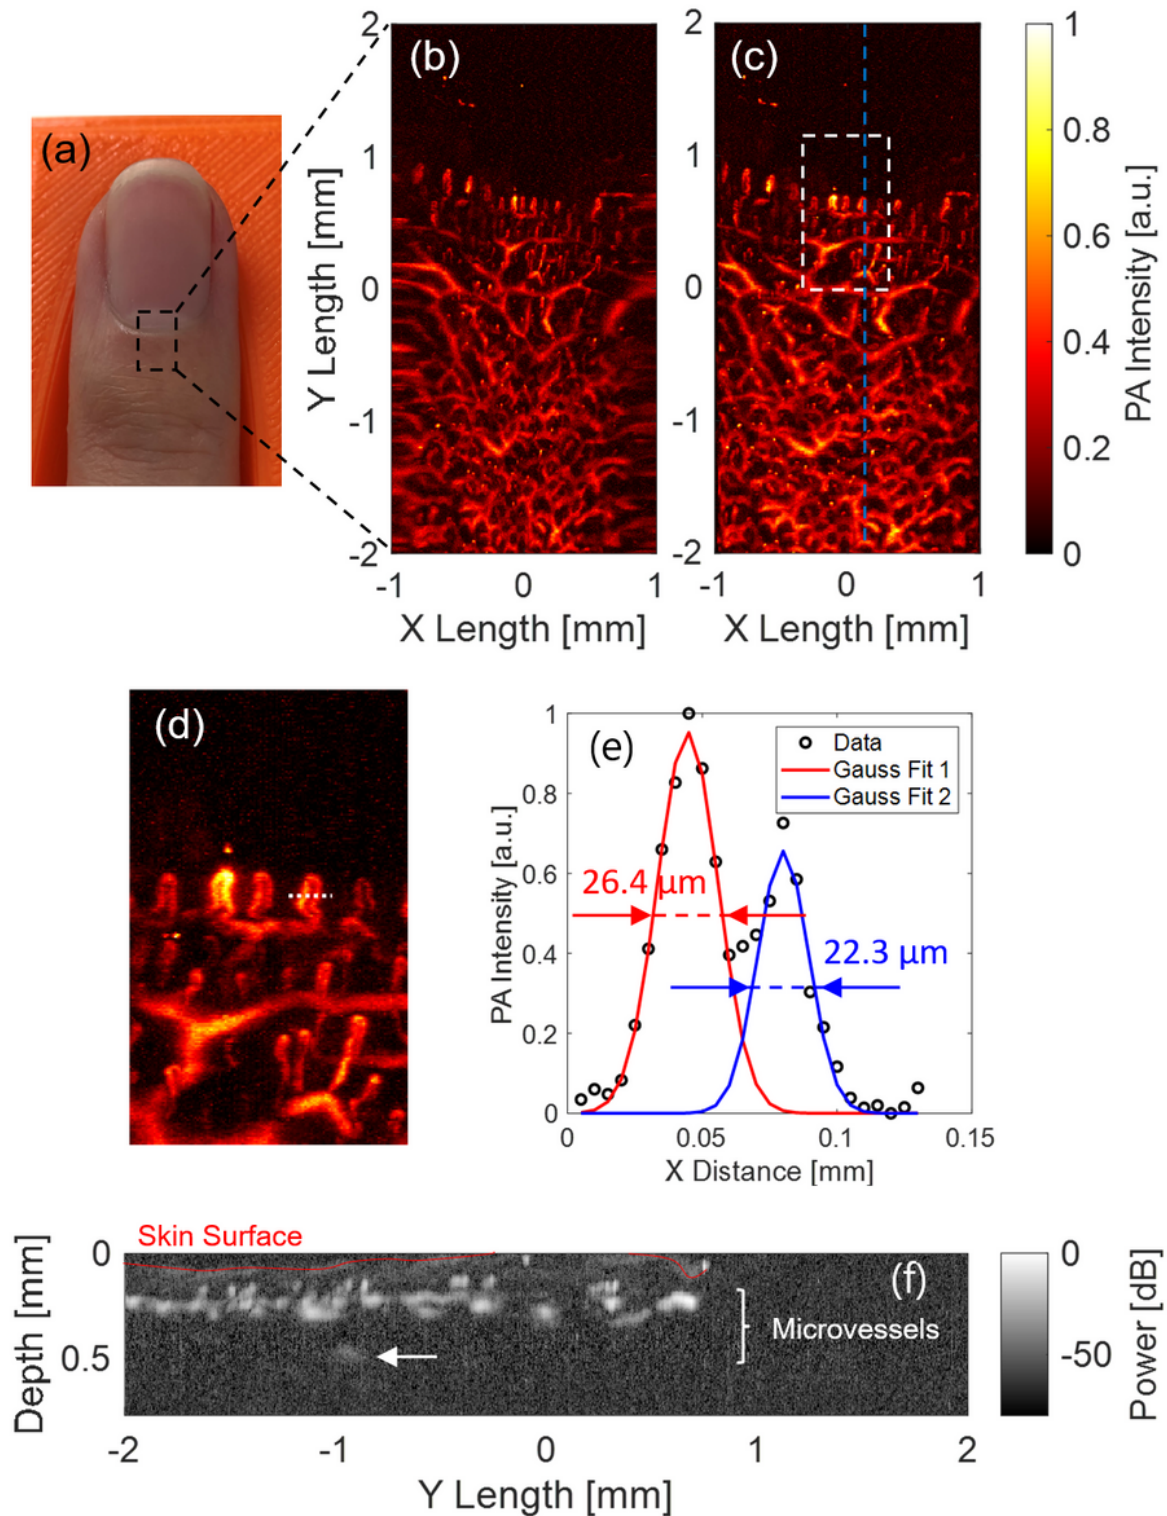 (a)
(b)
(c)
2
1
0
-1
-2
Y Length [mm]
-1 0 1
X Length [mm]
2
1
0
-1
-2
-1 0 1
X Length [mm]
1
0.8
0.6
0.4
0.2
0
PA Intensity [a.u.]
(d)
(e)
Data
Gauss Fit 1
Gauss Fit 2
26.4 µm
22.3 µm
1
0.8
0.6
0.4
0.2
0
PA Intensity [a.u.]
0 0.05 0.1 0.15
X Distance [mm]
Skin Surface
(f)
Microvessels
0
0.5
Depth [mm]
-2 -1 0 1 2
Y Length [mm]
0
-50
Power [dB]